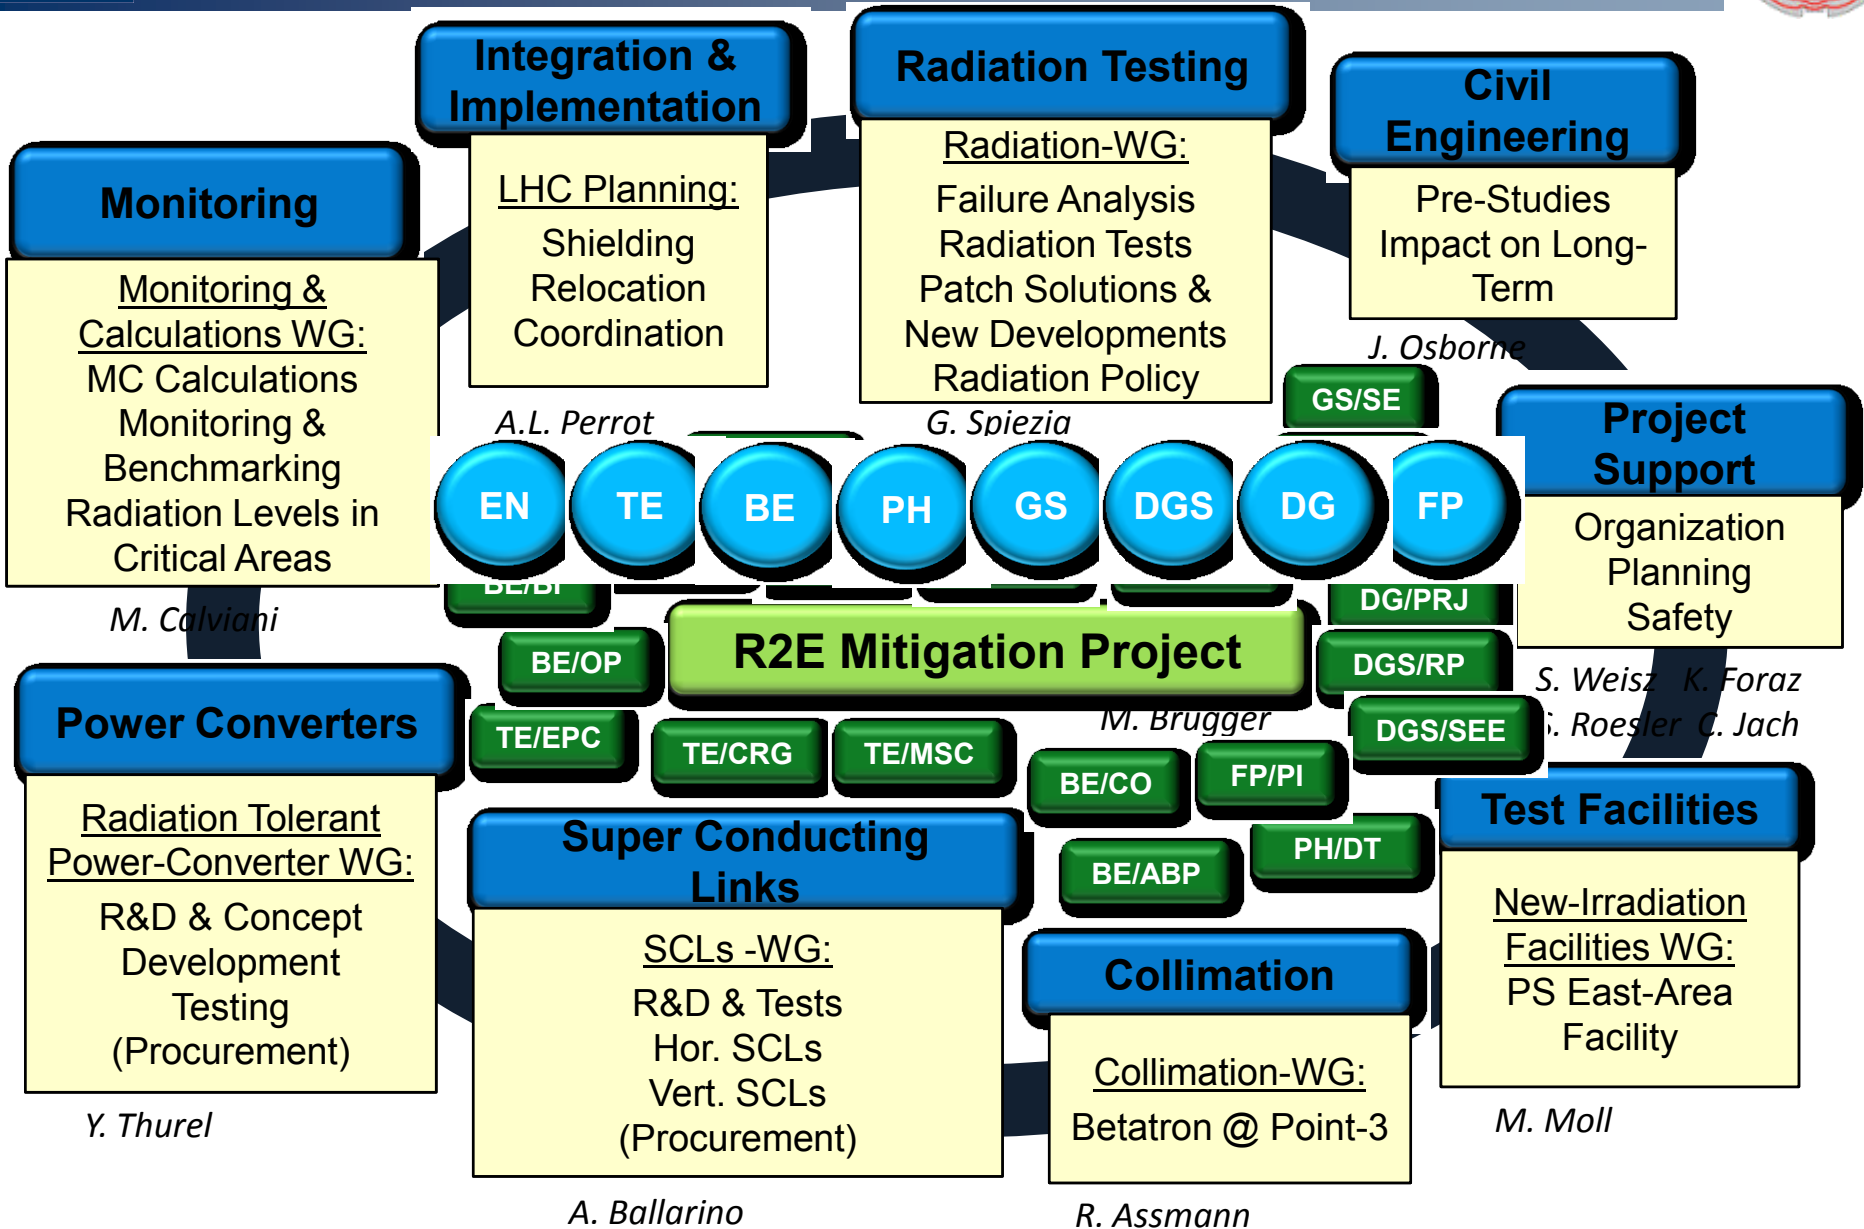 Integration &
Implementation
LHC Planning:
Shielding
Relocation
Coordination
A.L. Perrot
Radiation Testing
Radiation-WG:
Failure Analysis
Radiation Tests
Patch Solutions &
New Developments
Radiation Policy
G. Spiezia
Civil
Engineering
Pre-Studies
Impact on Long-
Term
J. Osborne
Monitoring
Monitoring &
Calculations WG:
MC Calculations
Monitoring &
Benchmarking
Radiation Levels in
Critical Areas
M. Calviani
GS/SE
Project
Support
Organization
Planning
Safety
S. Weisz K. Foraz
S. Roesler C. Jach
EN
TE
BE
PH
GS
DGS
DG
FP
BE/BI
DG/PRJ
BE/OP
R2E Mitigation Project
DGS/RP
M. Brugger
TE/EPC
TE/CRG
TE/MSC
DGS/SEE
BE/CO
FP/PI
BE/ABP
PH/DT
Power Converters
Radiation Tolerant
Power-Converter WG:
R&D & Concept
Development
Testing
(Procurement)
Y. Thurel
Super Conducting
Links
SCLs -WG:
R&D & Tests
Hor. SCLs
Vert. SCLs
(Procurement)
A. Ballarino
Collimation
Collimation-WG:
Betatron @ Point-3
R. Assmann
Test Facilities
New-Irradiation
Facilities WG:
PS East-Area
Facility
M. Moll